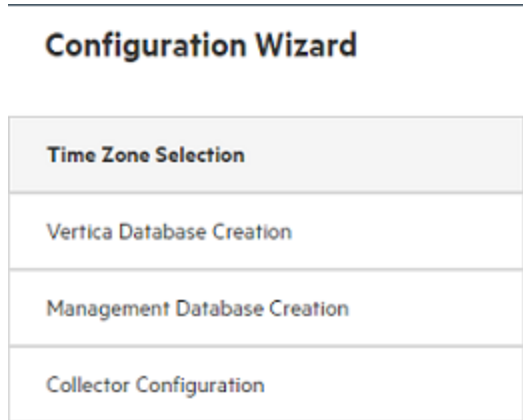 Configuration Wizard
Time Zone Selection
Vertica Database Creation
Management Database Creation
Collector Configuration